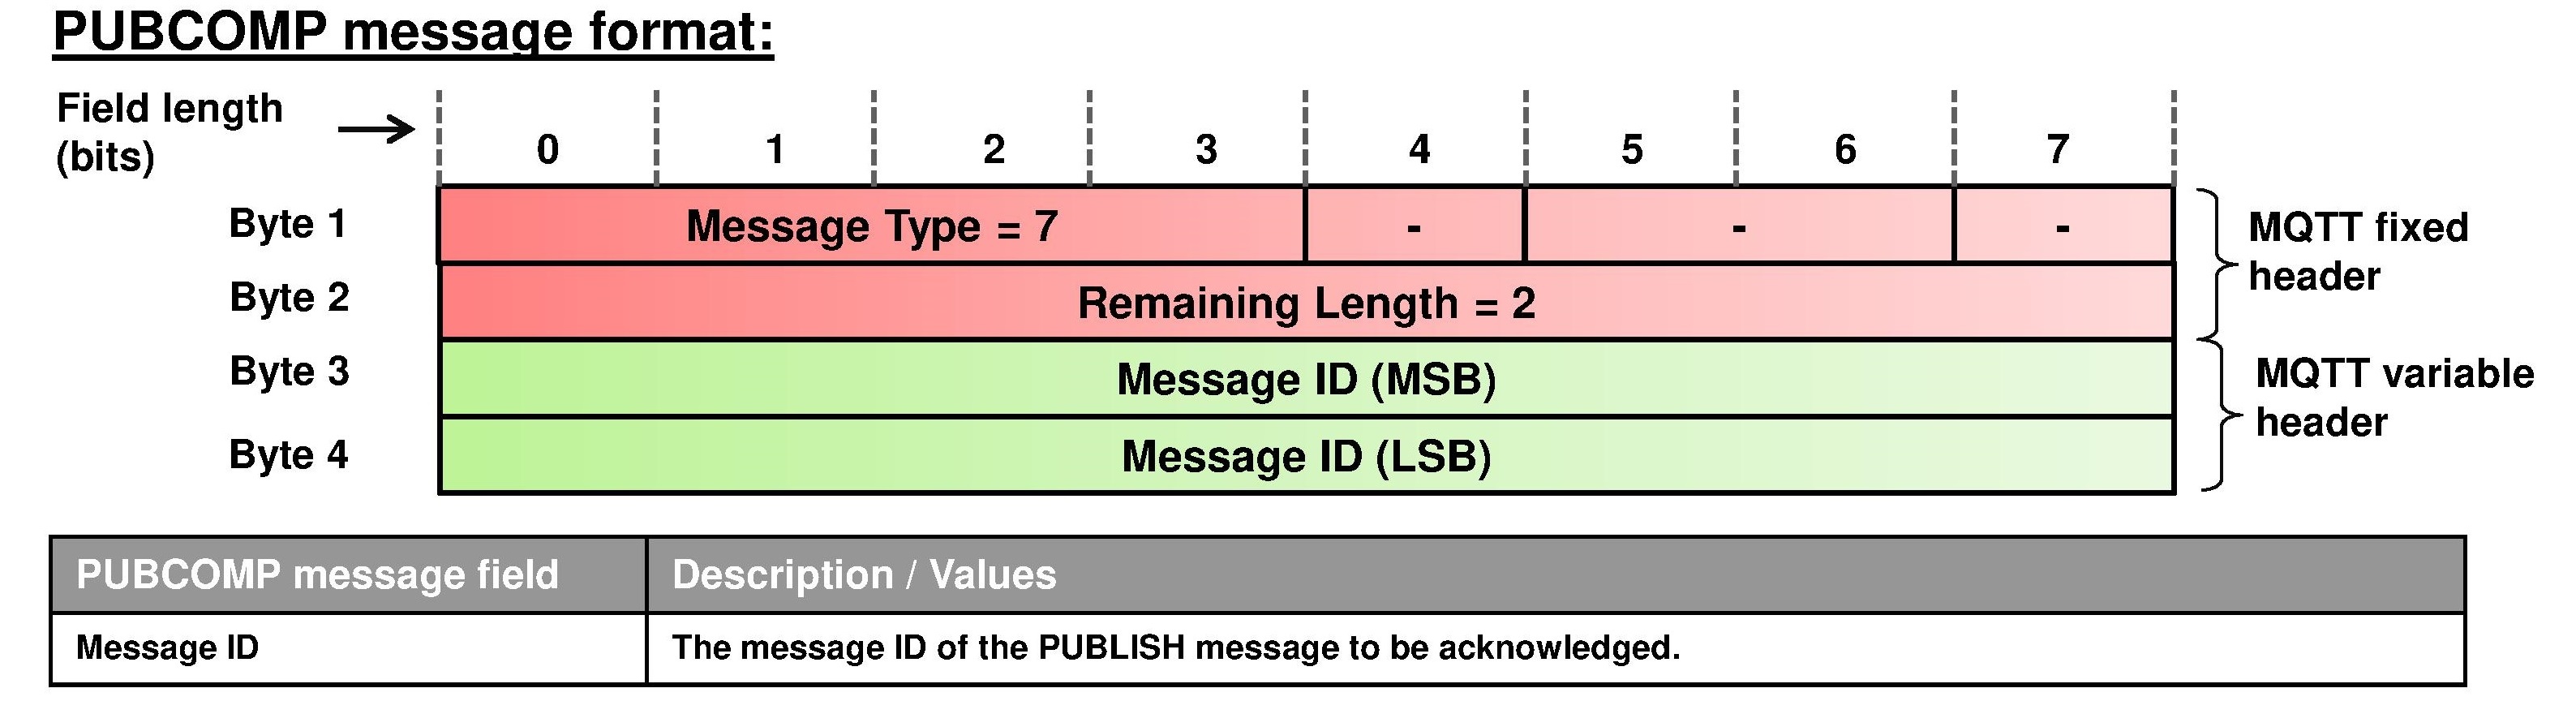 PUBCOMP message format:
Field length
(bits)
0 1 2 3 4 5 6 7
Byte 1 Message Type = 7 - - -
MQTT fixed
header
Byte 2 Remaining Length = 2
Byte 3 Message ID (MSB)
MQTT variable
header
Byte 4 Message ID (LSB)
PUBCOMP message field Description / Values
Message ID The message ID of the PUBLISH message to be acknowledged.